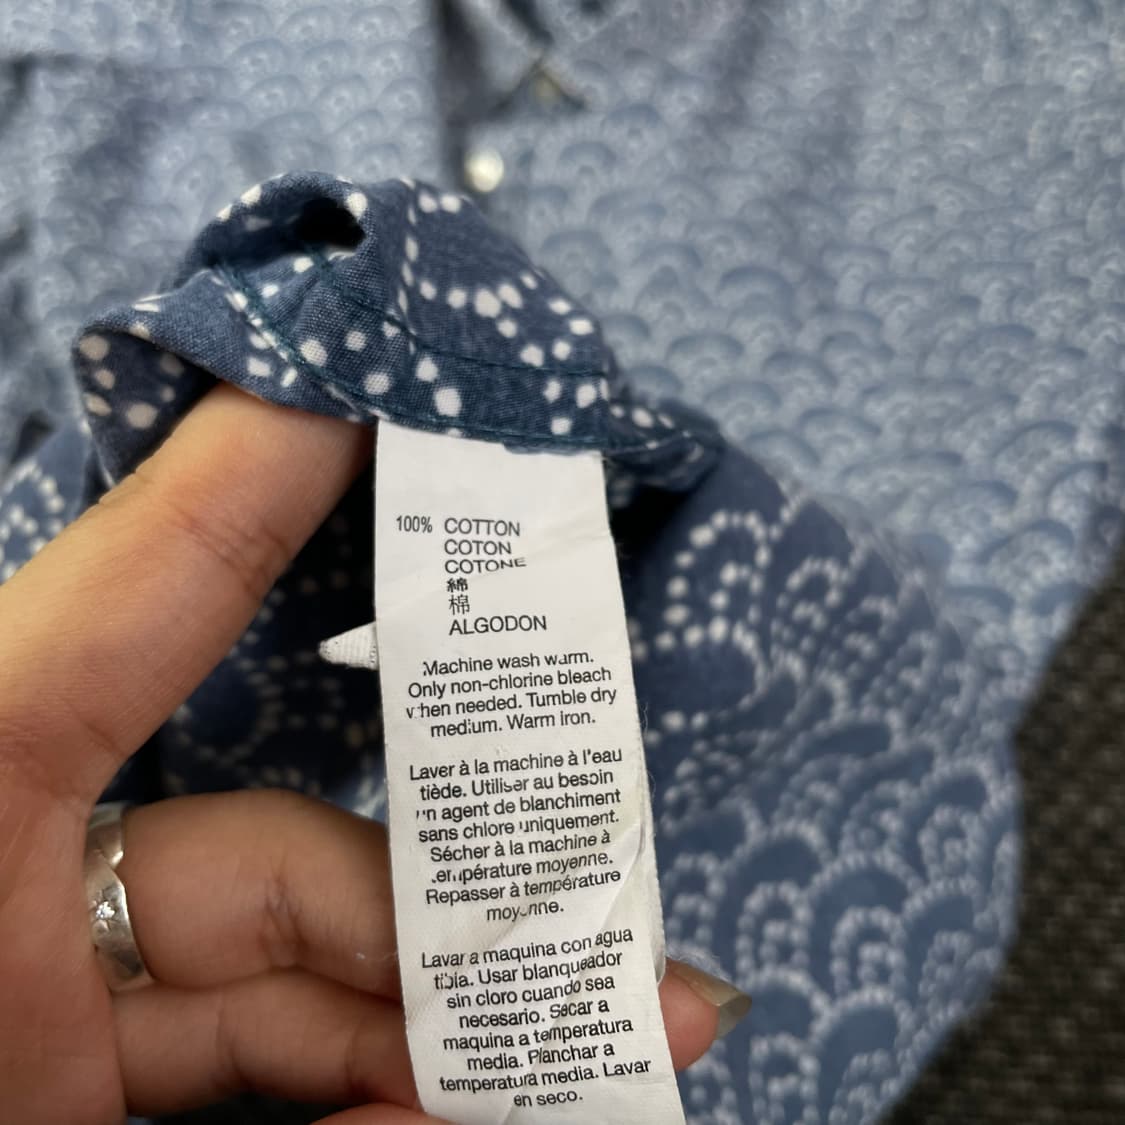 100% COTTON
COTON
COTONE
綿
棉
ALGODON
Machine wash warm.
Only non-chlorine bleach
when needed. Tumble dry
medium. Warm iron.
Laver à la machine à l'eau
tiède. Utiliser au besoin
un agent de blanchiment
sans chlore uniquement.
Sécher à la machine à
température moyenne.
Repasser à température
moyenne.
Lavar a maquina con agua
tibia. Usar blanqueador
sin cloro cuando sea
necesario. Secar a
maquina a temperatura
media. Planchar a
temperatura media. Lavar
en seco.